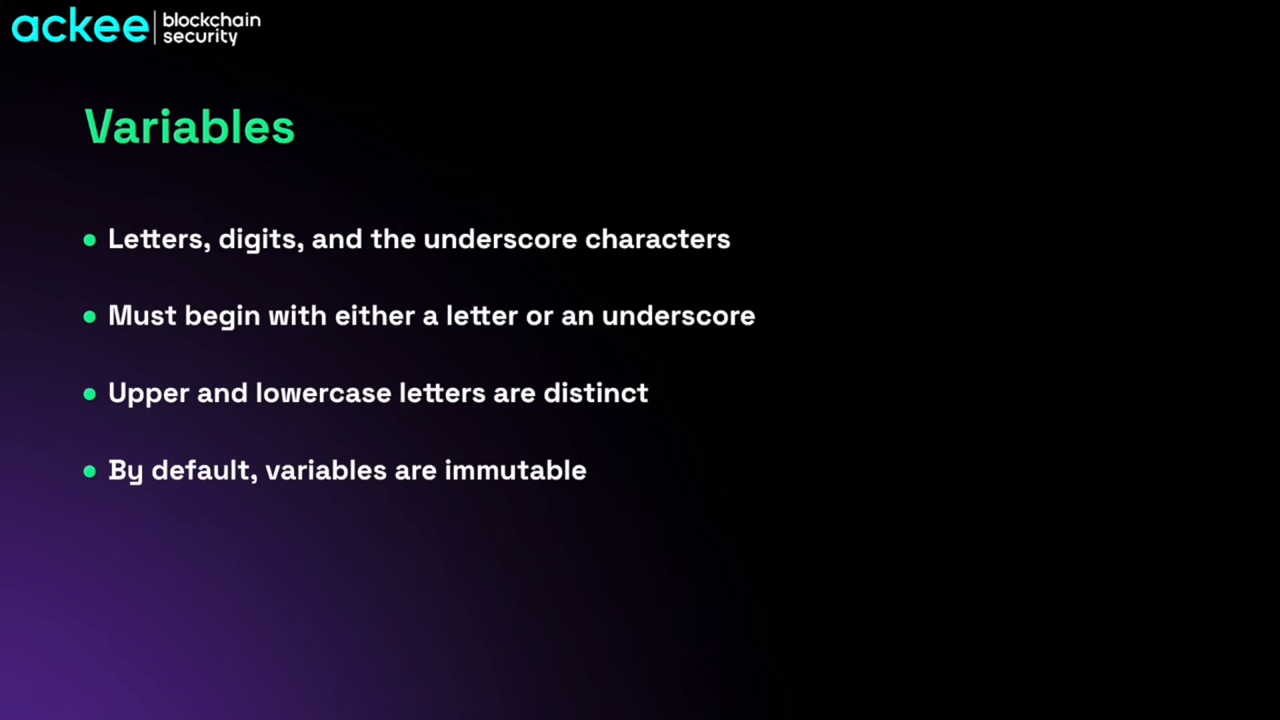 ackee blockchain
security
Variables
• Letters, digits, and the underscore characters
• Must begin with either a letter or an underscore
• Upper and lowercase letters are distinct
• By default, variables are immutable